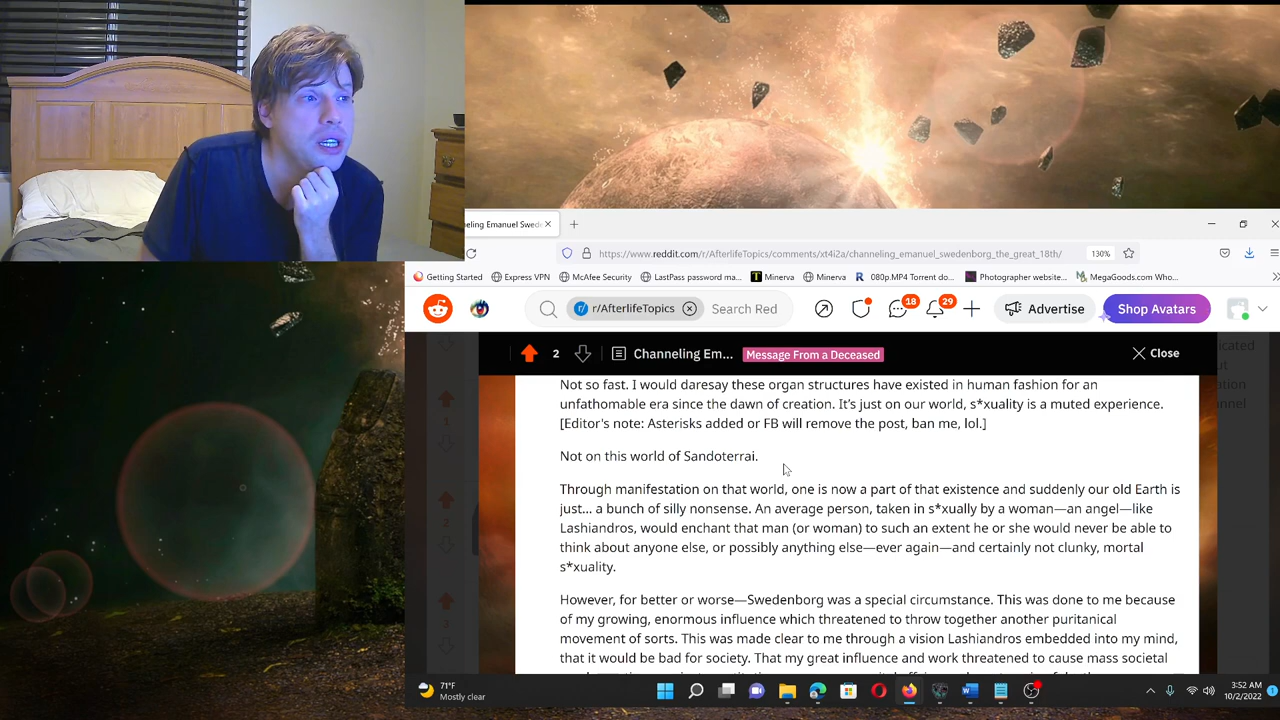 neling Emanuel Swed
https://www.reddit.com/r/AfterlifeTopics/comments/xt4i2a/channeling_emanuel_swedenborg_the_great_18th/
130%
Getting Started
Express VPN
McAfee Security
LastPass password ma...
Minerva
Minerva
080p.MP4 Torrent do...
Photographer website...
MegaGoods.com Who...
r/AfterlifeTopics
Search Red
18
29
Advertise
Shop Avatars
2
Channeling Em...
Message From a Deceased
Close
Not so fast. I would daresay these organ structures have existed in human fashion for an
unfathomable era since the dawn of creation. It's just on our world, s*xuality is a muted experience.
[Editor's note: Asterisks added or FB will remove the post, ban me, lol.]
Not on this world of Sandoterrai.
Through manifestation on that world, one is now a part of that existence and suddenly our old Earth is
just... a bunch of silly nonsense. An average person, taken in s*xually by a woman—an angel—like
Lashiandros, would enchant that man (or woman) to such an extent he or she would never be able to
think about anyone else, or possibly anything else—ever again—and certainly not clunky, mortal
s*xuality.
However, for better or worse—Swedenborg was a special circumstance. This was done to me because
of my growing, enormous influence which threatened to throw together another puritanical
movement of sorts. This was made clear to me through a vision Lashiandros embedded into my mind,
that it would be bad for society. That my great influence and work threatened to cause mass societal
71°F
Mostly clear
3:52 AM
10/2/2022